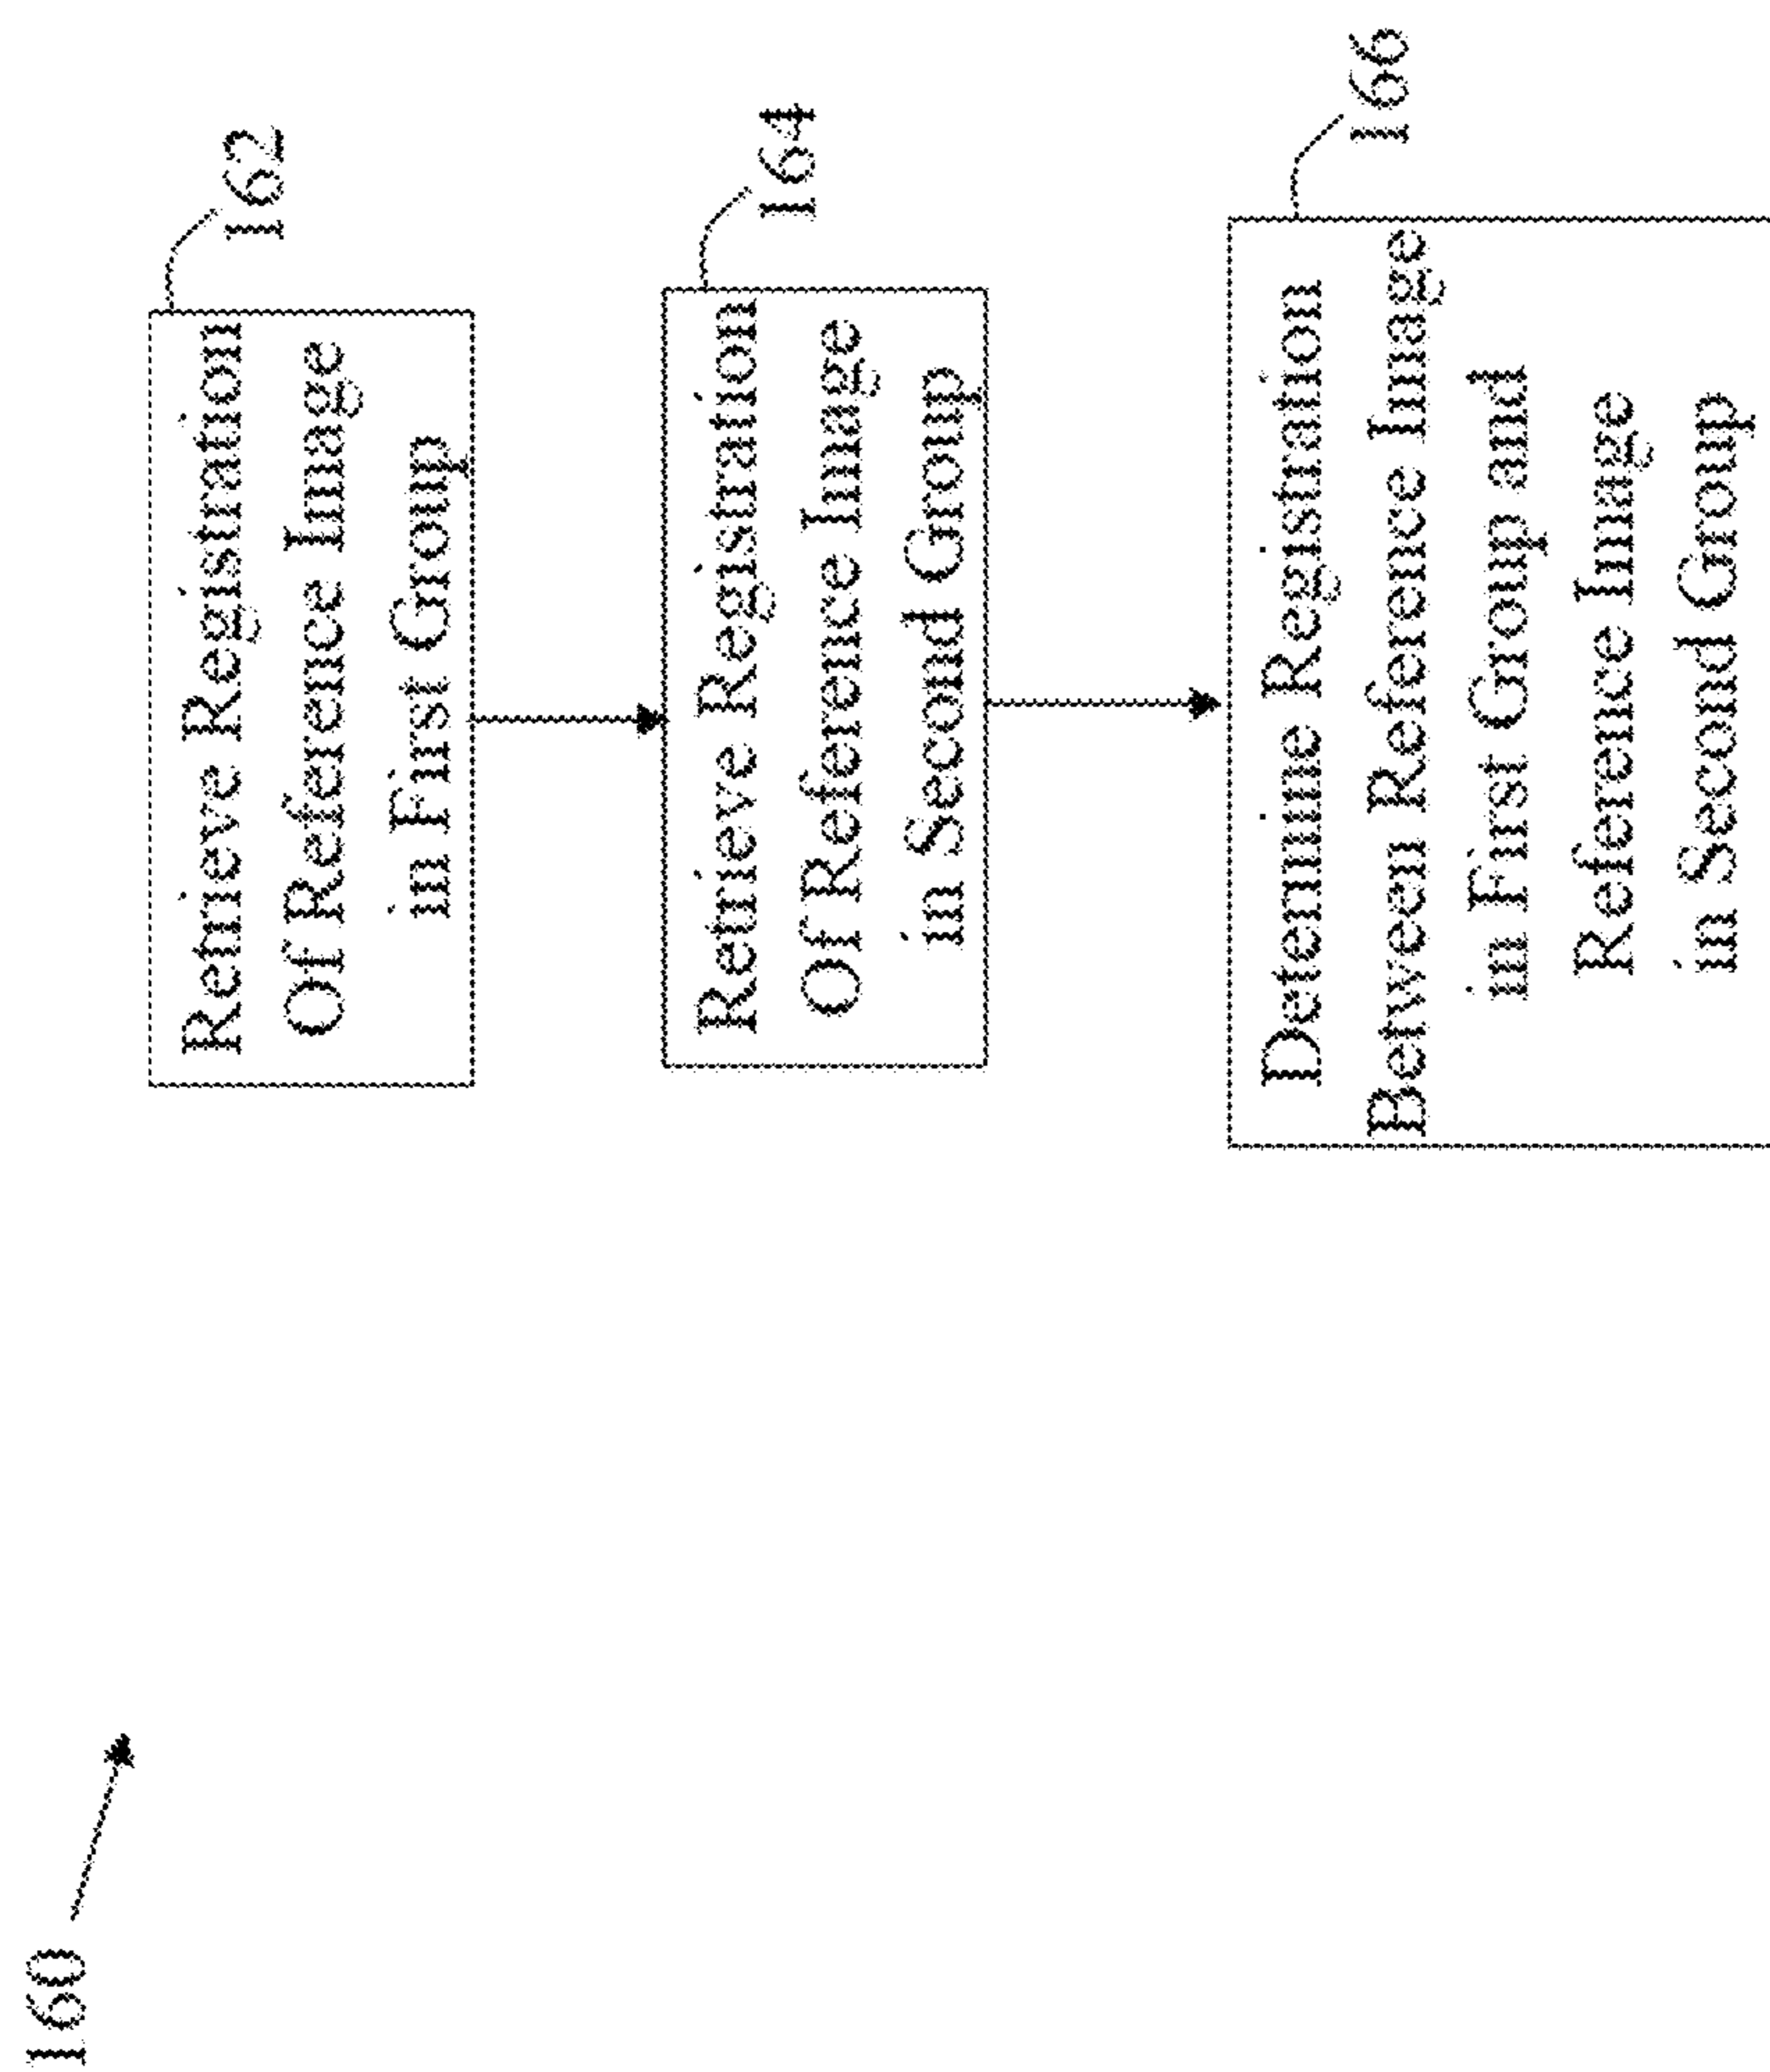 160
162
Retrieve Registration
Of Reference Image
in First Group
164
Retrieve Registration
Of Reference Image
in Second Group
166
Determine Registration
Between Reference Image
in First Group and
Reference Image
in Second Group